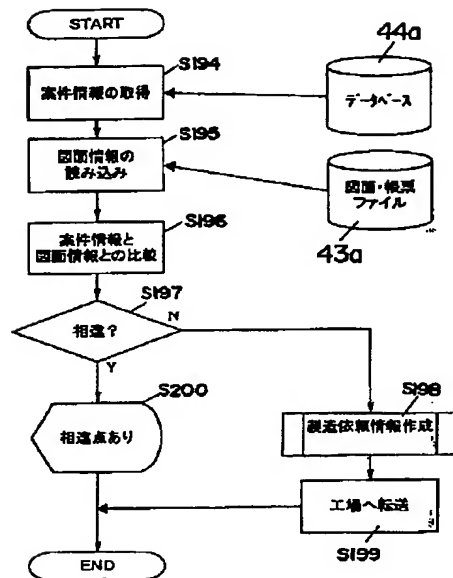 START
S194
44a
案件情報の取得
データベース
S195
図面情報の
読み込み
図面・帳票
ファイル
43a
S196
案件情報と
図面情報との比較
S197
相違?
N
Y
S200
S198
相違点あり
製造依頼情報作成
工場へ転送
S199
END